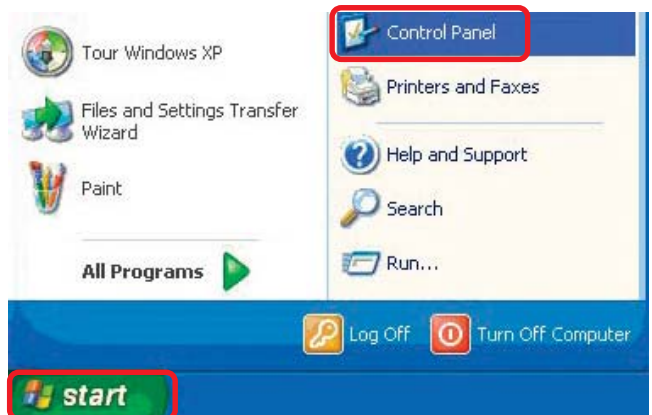 Tour Windows XP
Files and Settings Transfer
Wizard
Paint
All Programs
Control Panel
Printers and Faxes
Help and Support
Search
Run...
Log Off
Turn Off Computer
start